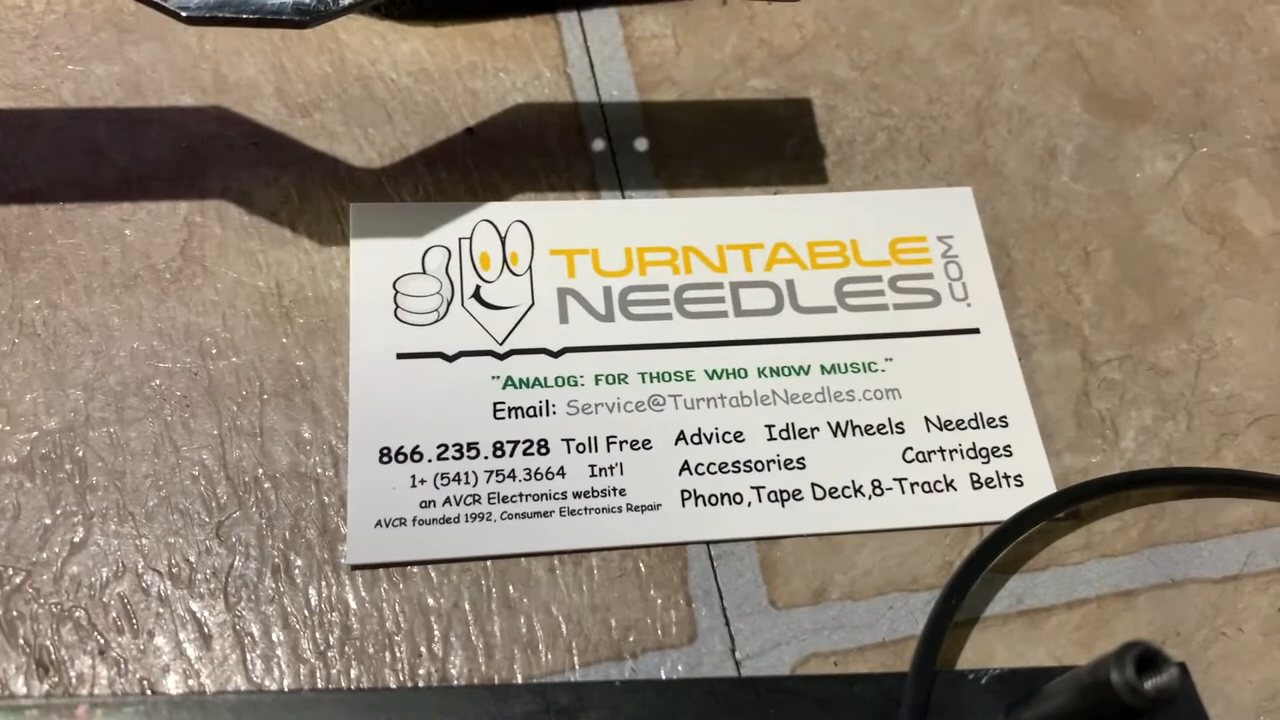 TURNTABLE
NEEDLES.COM
"ANALOG: FOR THOSE WHO KNOW MUSIC."
Email: Service@TurntableNeedles.com
866.235.8728 Toll Free
1+ (541) 754.3664 Int'l
an AVCR Electronics website
AVCR founded 1992, Consumer Electronics Repair
Advice Idler Wheels Needles
Accessories Cartridges
Phono,Tape Deck,8-Track Belts